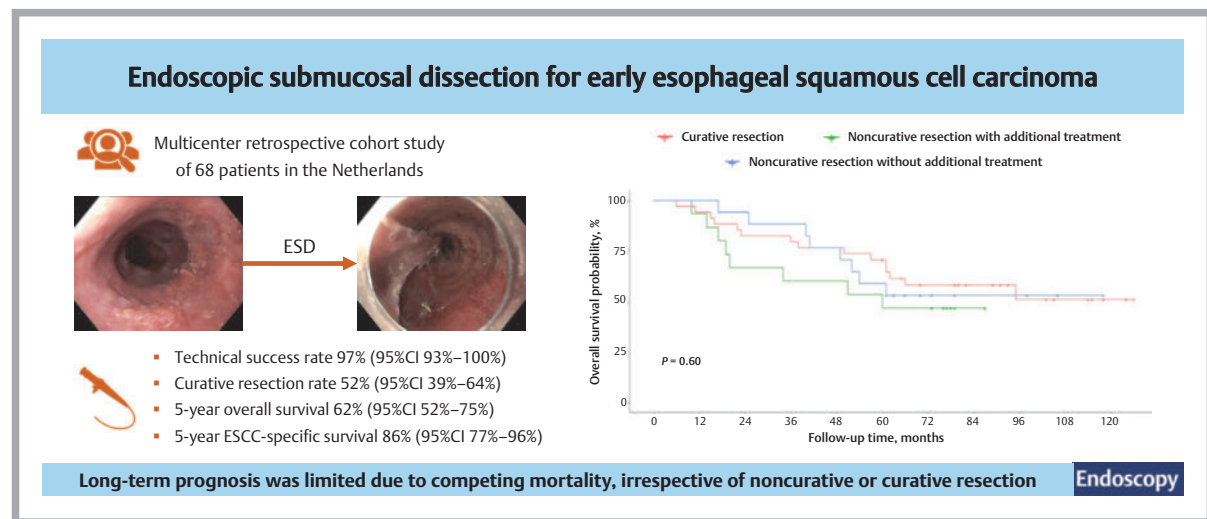 Endoscopic submucosal dissection for early esophageal squamous cell carcinoma
Multicenter retrospective cohort study
of 68 patients in the Netherlands
ESD
▪ Technical success rate 97% (95%CI 93%–100%)
▪ Curative resection rate 52% (95%CI 39%–64%)
▪ 5-year overall survival 62% (95%CI 52%–75%)
▪ 5-year ESCC-specific survival 86% (95%CI 77%–96%)
Curative resection
Noncurative resection with additional treatment
Noncurative resection without additional treatment
Overall survival probability, %
100
75
50
25
0
P = 0.60
0 12 24 36 48 60 72 84 96 108 120
Follow-up time, months
Long-term prognosis was limited due to competing mortality, irrespective of noncurative or curative resection
Endoscopy